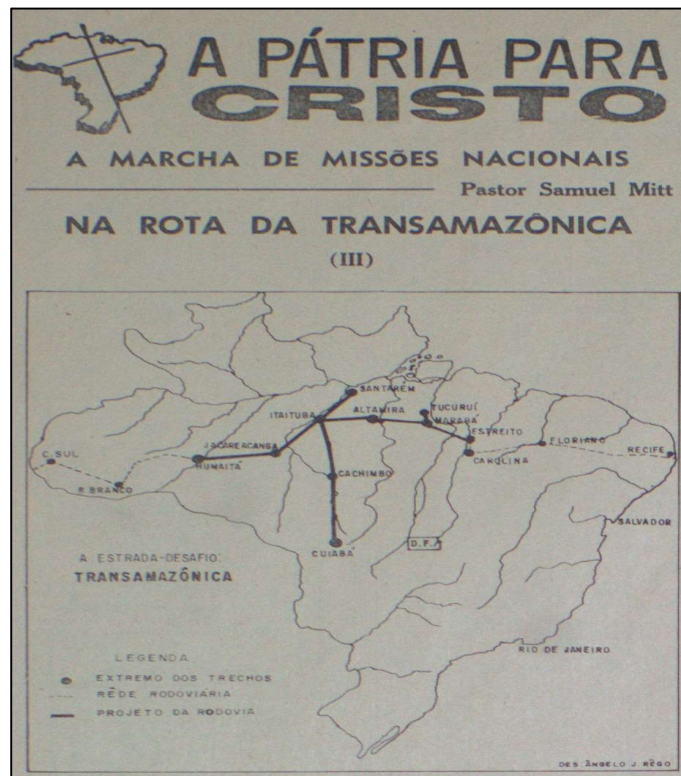 A PÁTRIA PARA
CRISTO
A MARCHA DE MISSÕES NACIONAIS
Pastor Samuel Mitt
NA ROTA DA TRANSAMAZÔNICA
(III)
SANTARÉM
ITAITUBA
ALTAMIRA
TUCURUÍ
MARABÁ
ESTREITO
JACAREACANGA
FLORIANO
C. SUL
HUMAITÁ
CAROLINA
RECIFE
CACHIMBO
R. BRANCO
SALVADOR
CUIABÁ
D.F.
A ESTRADA-DESAFIO:
TRANSAMAZÔNICA
RIO DE JANEIRO
LEGENDA
EXTREMO DOS TRECHOS
RÊDE RODOVIÁRIA
PROJETO DA RODOVIA
DES. ÂNGELO J. RÊGO